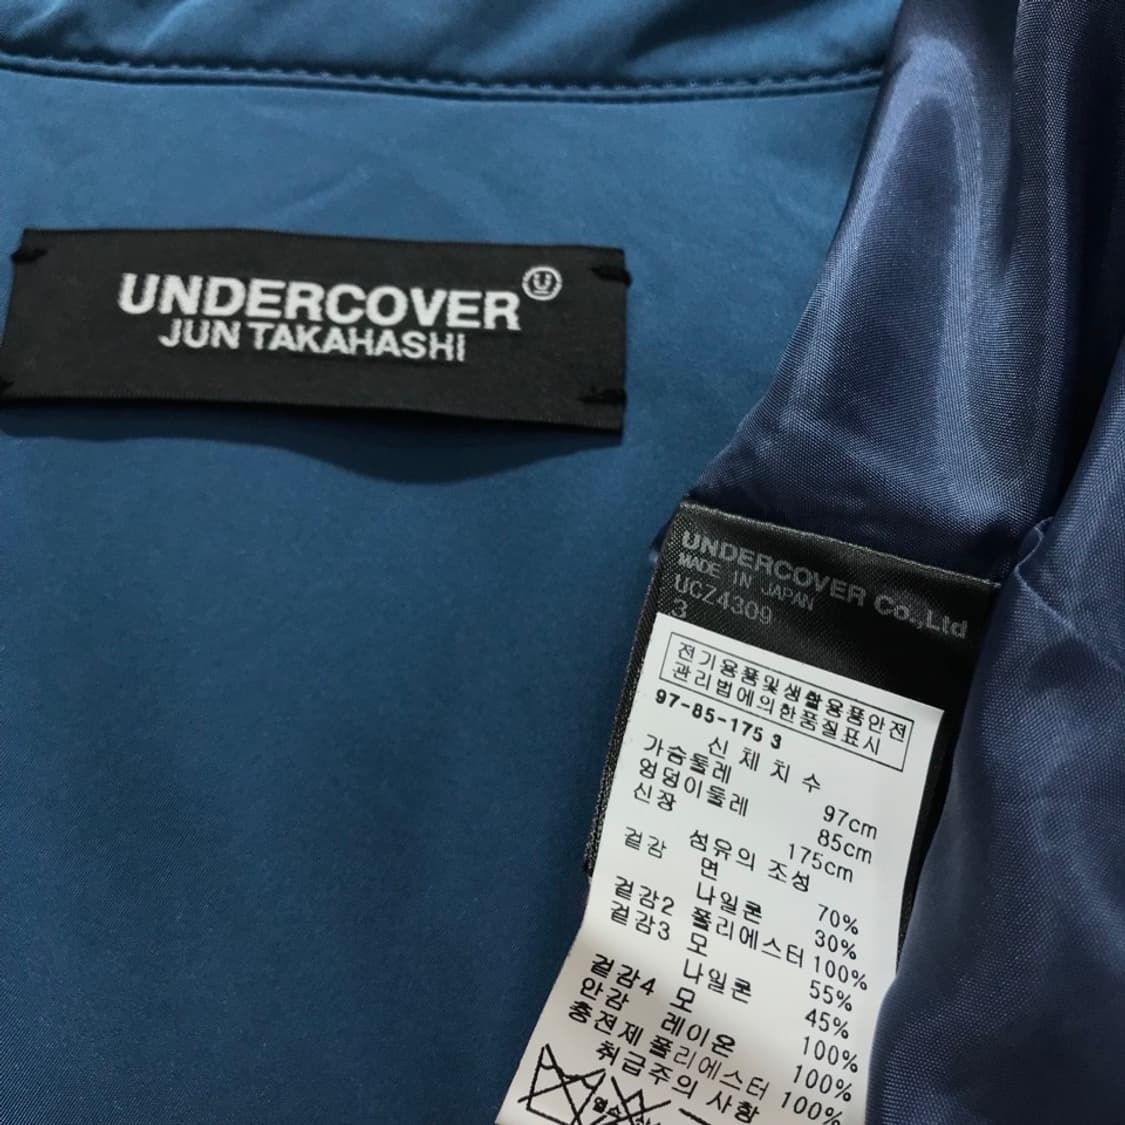 UNDERCOVER
JUN TAKAHASHI
UNDERCOVER Co.,Ltd
MADE IN JAPAN
UCZ4309
3
전기용품및생활용품안전
관리법에의한품질표시
97-85-175 3
신 체 치 수
가슴둘레 97cm
엉덩이둘레 85cm
신장 175cm
섬유의 조성
겉감 면 70%
나일론 30%
겉감2 폴리에스터 100%
겉감3 모 55%
나일론 45%
겉감4 모 100%
안감 레이온 100%
충전제 폴리에스터 100%
취급주의 사항